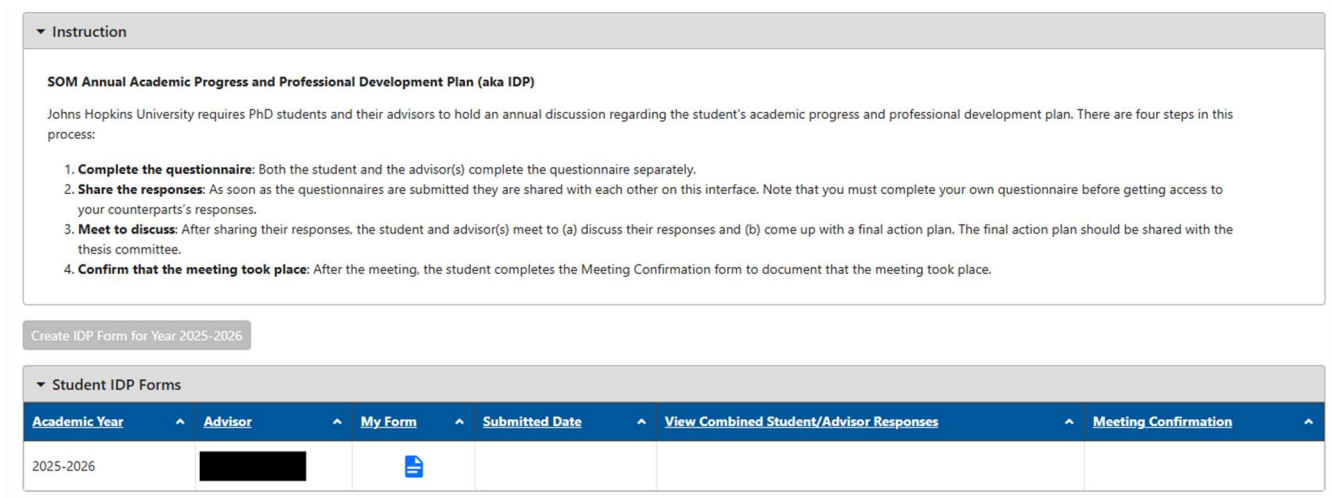 Instruction
SOM Annual Academic Progress and Professional Development Plan (aka IDP)
Johns Hopkins University requires PhD students and their advisors to hold an annual discussion regarding the student's academic progress and professional development plan. There are four steps in this
process:
1. Complete the questionnaire: Both the student and the advisor(s) complete the questionnaire separately.
2. Share the responses: As soon as the questionnaires are submitted they are shared with each other on this interface. Note that you must complete your own questionnaire before getting access to
your counterparts's responses.
3. Meet to discuss: After sharing their responses, the student and advisor(s) meet to (a) discuss their responses and (b) come up with a final action plan. The final action plan should be shared with the
thesis committee.
4. Confirm that the meeting took place: After the meeting, the student completes the Meeting Confirmation form to document that the meeting took place.
Create IDP Form for Year 2025-2026
Student IDP Forms
Academic Year Advisor My Form Submitted Date View Combined Student/Advisor Responses Meeting Confirmation
2025-2026